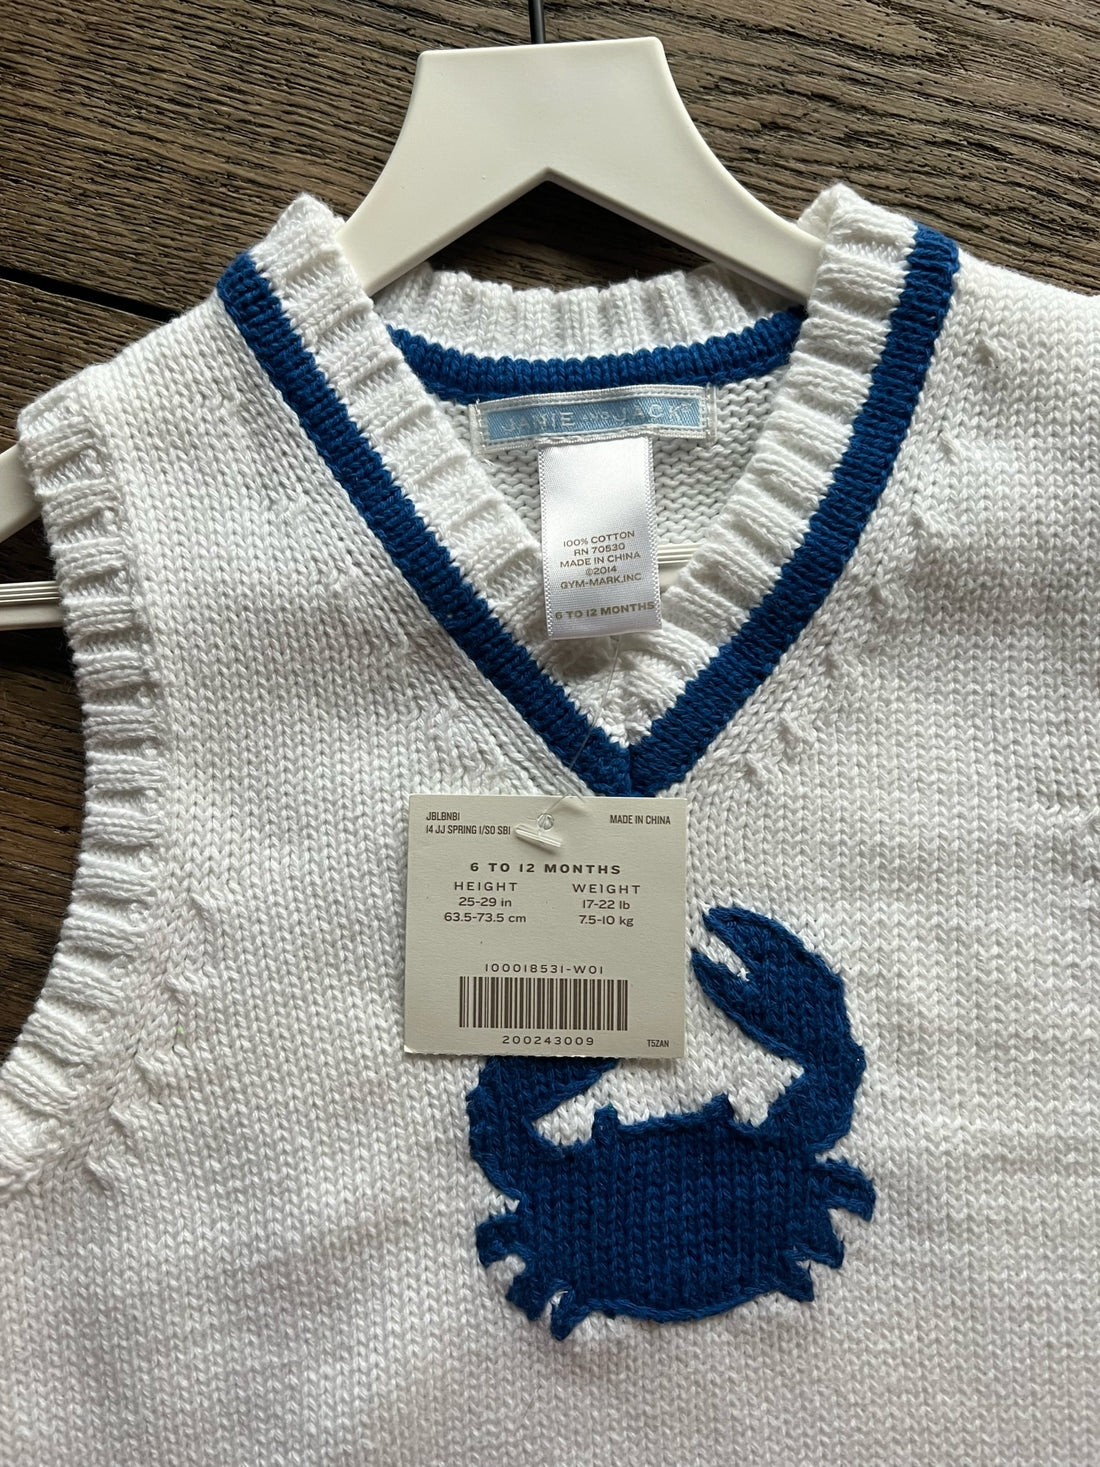 JANIE AND JACK
100% COTTON
RN 70530
MADE IN CHINA
©2014
GYM-MARK,INC
6 TO 12 MONTHS
JBLBNB1
14 JJ SPRING 1/SO SBI
MADE IN CHINA
6 TO 12 MONTHS
HEIGHT WEIGHT
25-29 in 17-22 lb
63.5-73.5 cm 7.5-10 kg
100018531-W01
200243009
T5ZAN